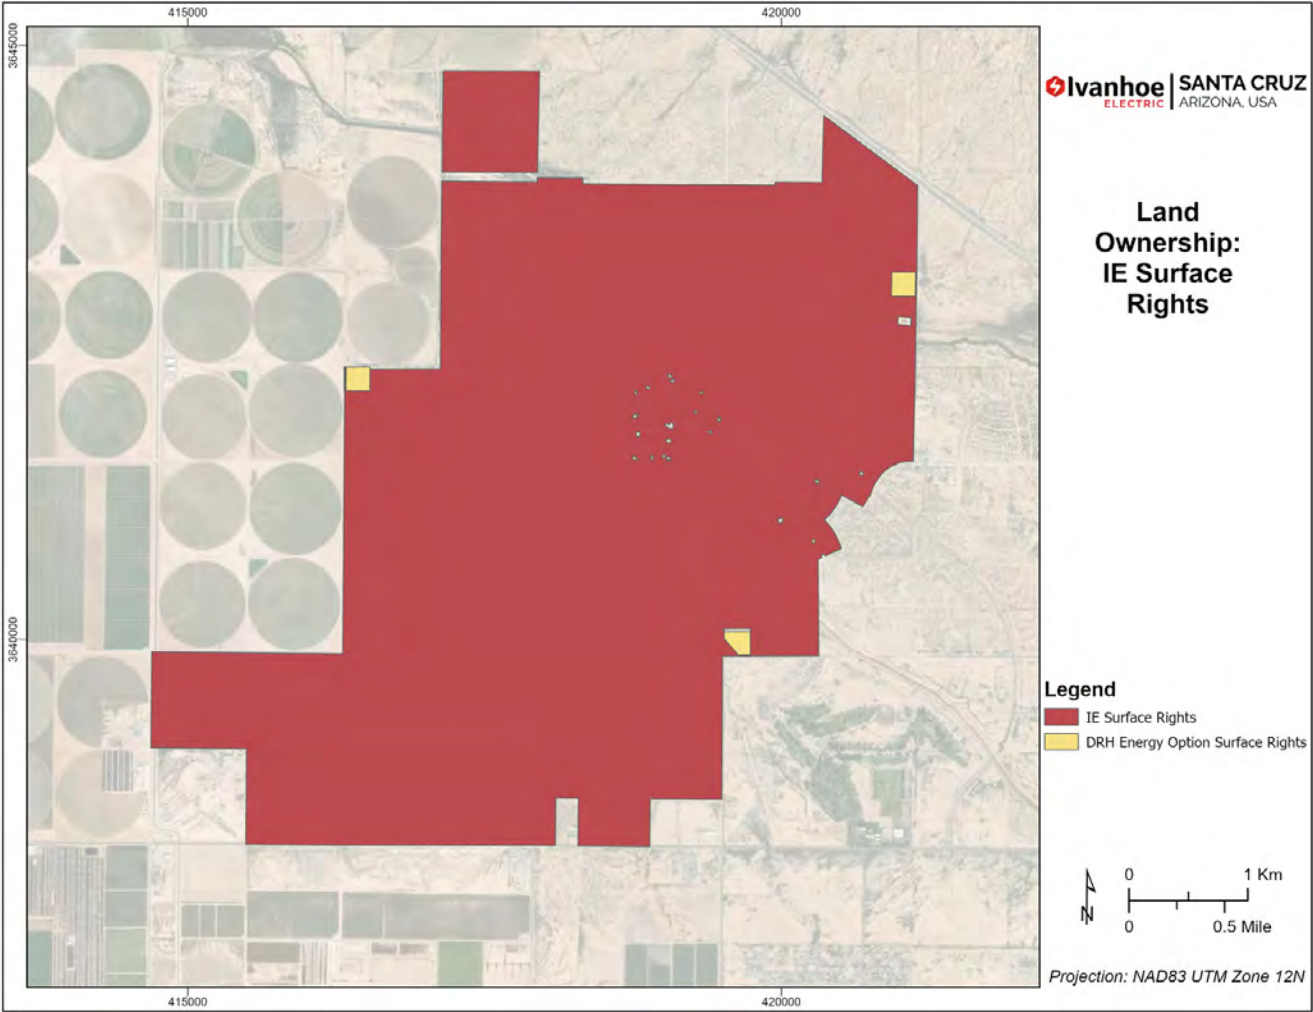 415000
420000
3645000
3640000
Ivanhoe
ELECTRIC
SANTA CRUZ
ARIZONA, USA
Land
Ownership:
IE Surface
Rights
Legend
IE Surface Rights
DRH Energy Option Surface Rights
N
0
1 Km
0
0.5 Mile
Projection: NAD83 UTM Zone 12N
415000
420000